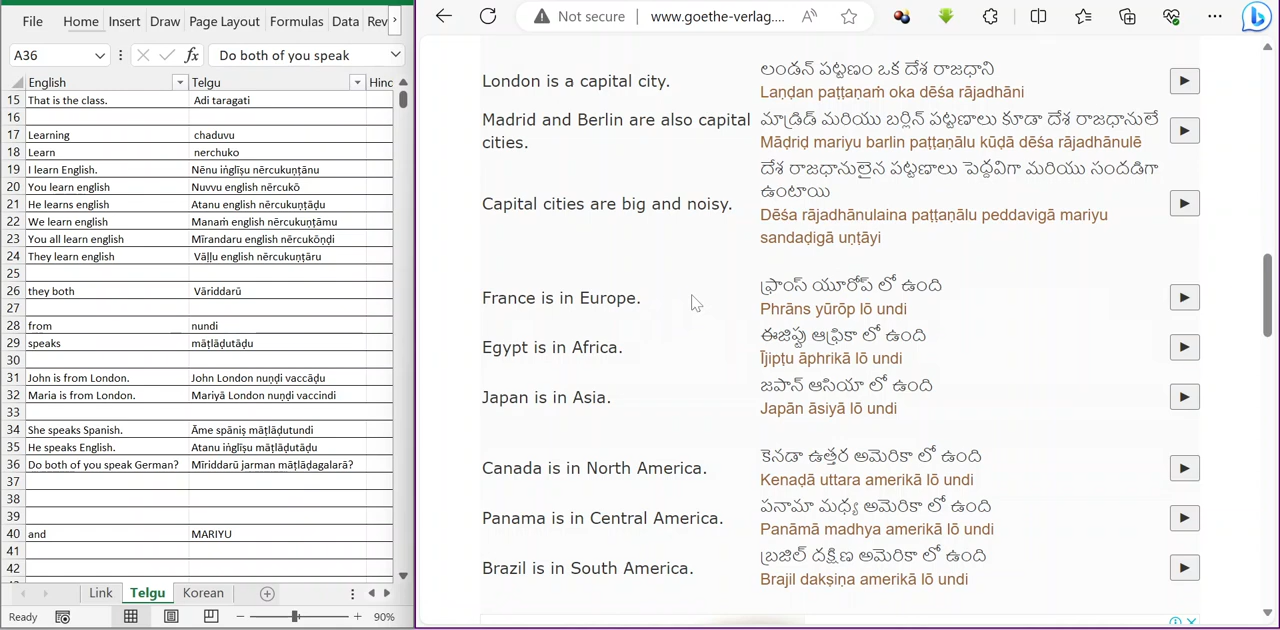 File Home Insert Draw Page Layout Formulas Data Rev
A36 fx Do both of you speak
English Telgu Hinc
15 That is the class. Adi taragati
16
17 Learning chaduvu
18 Learn nerchuko
19 I learn English. Nēnu iṅglīṣu nērcukuṇṭānu
20 You learn english Nuvvu english nērcukō
21 He learns english Atanu english nērcukuṇṭāḍu
22 We learn english Manaṁ english nērcukuṇṭāmu
23 You all learn english Mīrandaru english nērcukōṇḍi
24 They learn english Vāḷḷu english nērcukuṇṭāru
25
26 they both Vāriddarū
27
28 from nundi
29 speaks māṭlāḍutāḍu
30
31 John is from London. John London nuṇḍi vaccāḍu
32 Maria is from London. Mariyā London nuṇḍi vaccindi
33
34 She speaks Spanish. Āme spāniṣ māṭlāḍutundi
35 He speaks English. Atanu iṅglīṣu māṭlāḍutāḍu
36 Do both of you speak German? Mīriddarū jarman māṭlāḍagalarā?
37
38
39
40 and MARIYU
41
42
Link Telgu Korean
Ready 90%
Not secure www.goethe-verlag....
London is a capital city.
లండన్ పట్టణం ఒక దేశ రాజధాని
Laṇḍan paṭṭaṇaṁ oka dēśa rājadhāni
Madrid and Berlin are also capital
cities.
మాడ్రిడ్ మరియు బర్లిన్ పట్టణాలు కూడా దేశ రాజధానులే
Māḍriḍ mariyu barlin paṭṭaṇālu kūḍā dēśa rājadhānulē
Capital cities are big and noisy.
దేశ రాజధానులైన పట్టణాలు పెద్దవిగా మరియు సందడిగా
ఉంటాయి
Dēśa rājadhānulaina paṭṭaṇālu peddavigā mariyu
sandaḍigā uṇṭāyi
France is in Europe.
ఫ్రాంస్ యూరోప్ లో ఉంది
Phrāns yūrōp lō undi
Egypt is in Africa.
ఈజిప్టు ఆఫ్రికా లో ఉంది
Ījipṭu āphrikā lō undi
Japan is in Asia.
జపాన్ ఆసియా లో ఉంది
Japān āsiyā lō undi
Canada is in North America.
కెనడా ఉత్తర అమెరికా లో ఉంది
Kenaḍā uttara amerikā lō undi
Panama is in Central America.
పనామా మధ్య అమెరికా లో ఉంది
Panāmā madhya amerikā lō undi
Brazil is in South America.
బ్రజిల్ దక్షిణ అమెరికా లో ఉంది
Brajil dakṣiṇa amerikā lō undi